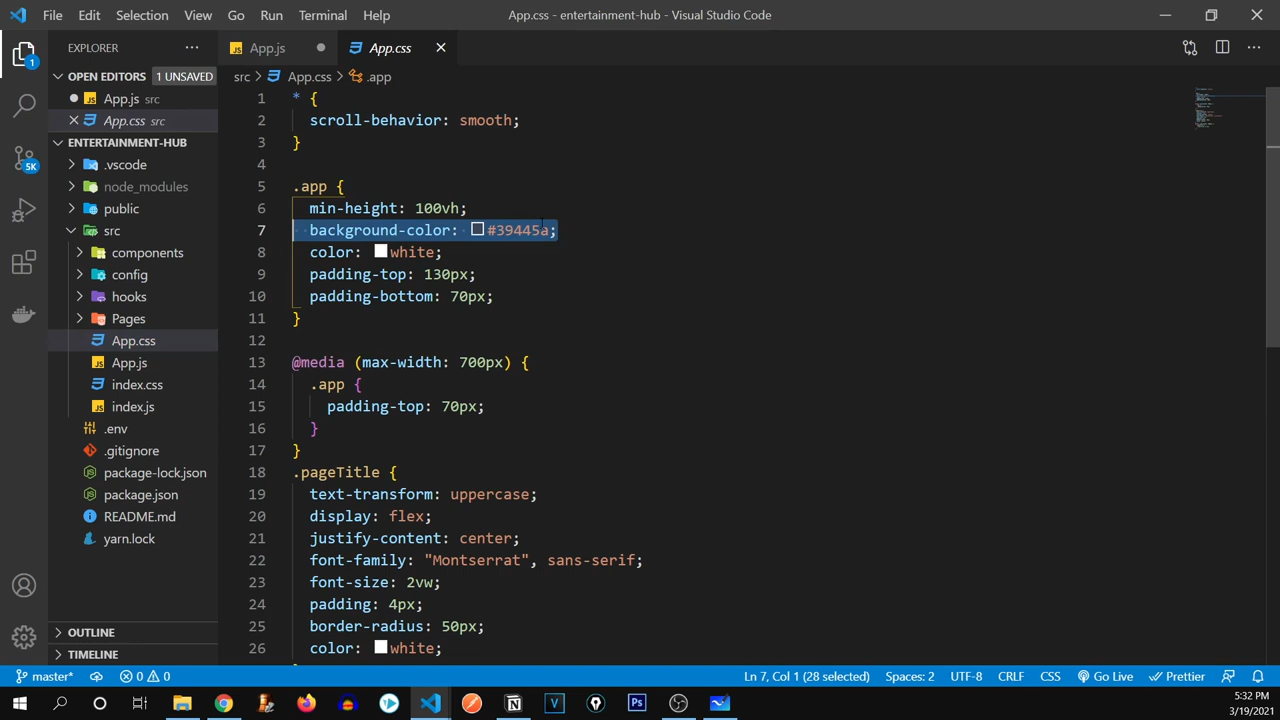 File Edit Selection View Go Run Terminal Help App.css - entertainment-hub - Visual Studio Code
EXPLORER
App.js
App.css
OPEN EDITORS 1 UNSAVED
App.js src
App.css src
ENTERTAINMENT-HUB
.vscode
node_modules
public
src
components
config
hooks
Pages
App.css
App.js
index.css
index.js
.env
.gitignore
package-lock.json
package.json
README.md
yarn.lock
OUTLINE
TIMELINE
1
5K
src > App.css > .app
1 * {
2 scroll-behavior: smooth;
3 }
4
5 .app {
6 min-height: 100vh;
7 background-color: #39445a;
8 color: white;
9 padding-top: 130px;
10 padding-bottom: 70px;
11 }
12
13 @media (max-width: 700px) {
14 .app {
15 padding-top: 70px;
16 }
17 }
18 .pageTitle {
19 text-transform: uppercase;
20 display: flex;
21 justify-content: center;
22 font-family: "Montserrat", sans-serif;
23 font-size: 2vw;
24 padding: 4px;
25 border-radius: 50px;
26 color: white;
master* 0 0 Ln 7, Col 1 (28 selected) Spaces: 2 UTF-8 CRLF CSS Go Live Prettier
5:32 PM
3/19/2021